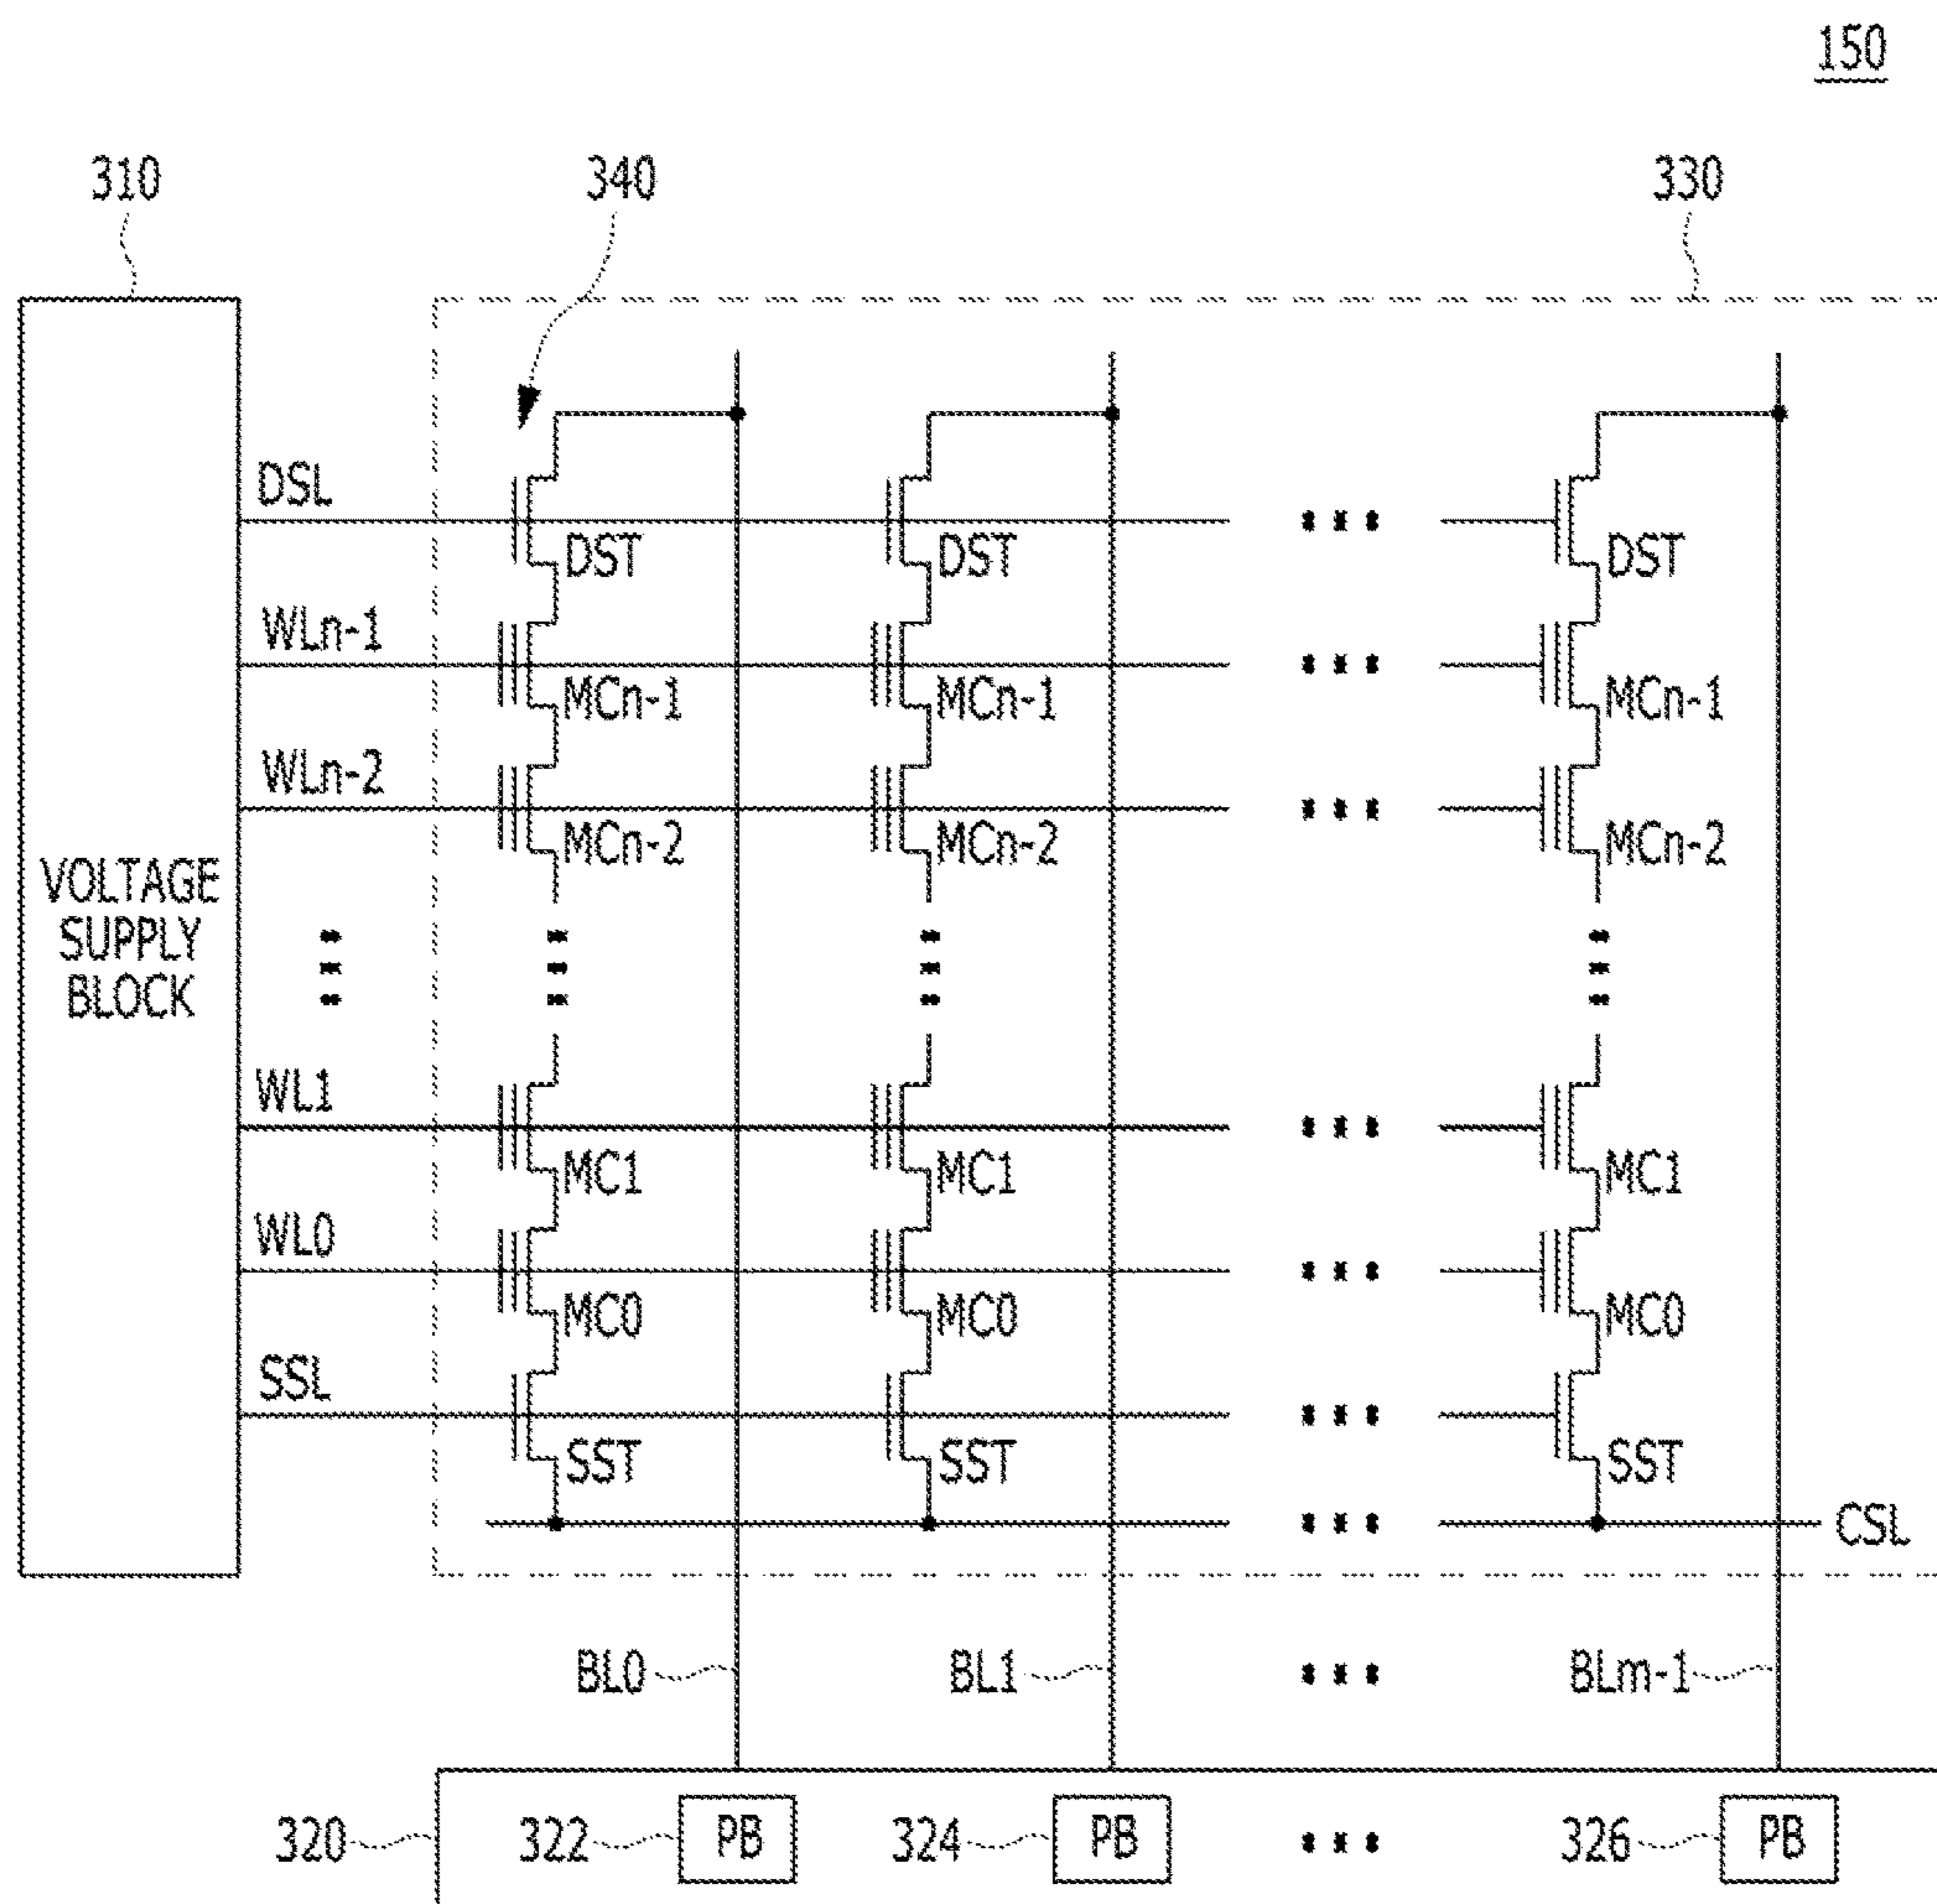 150
310 340 330
DSL
DST DST DST
WLn-1
MCn-1 MCn-1 MCn-1
WLn-2
MCn-2 MCn-2 MCn-2
VOLTAGE
SUPPLY
BLOCK
WL1
MC1 MC1 MC1
WL0
MC0 MC0 MC0
SSL
SST SST SST
CSL
BL0 BL1 BLm-1
320 322 PB 324 PB 326 PB